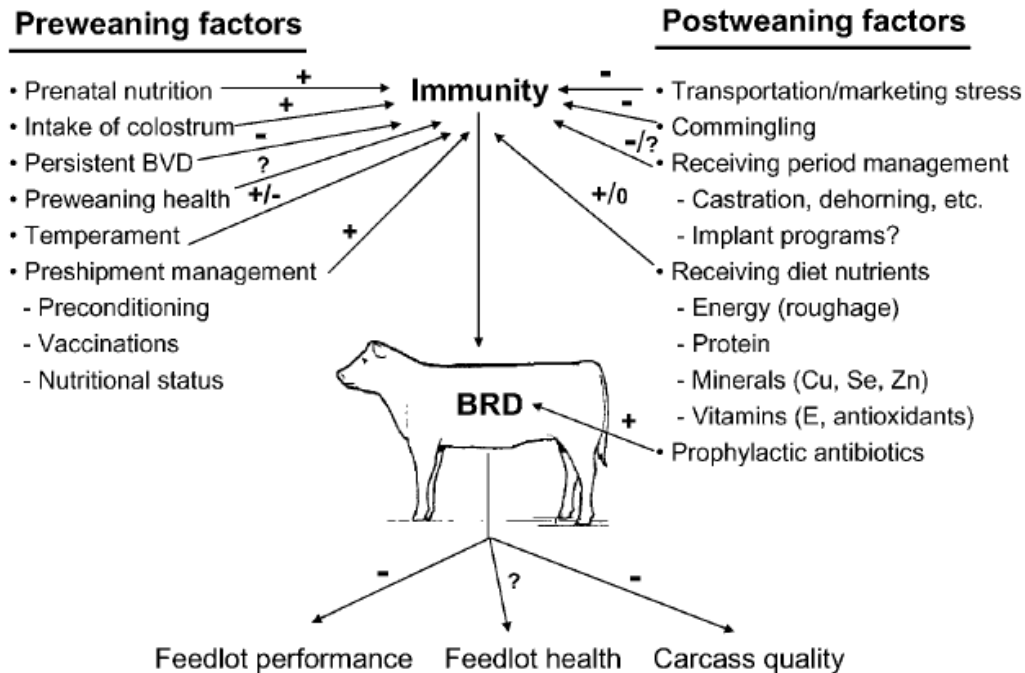 Preweaning factors
• Prenatal nutrition
• Intake of colostrum
• Persistent BVD
• Preweaning health
• Temperament
• Preshipment management
- Preconditioning
- Vaccinations
- Nutritional status
+
+
-
?
+/-
+
Immunity
Postweaning factors
-
-
-/?
+/0
• Transportation/marketing stress
• Commingling
• Receiving period management
- Castration, dehorning, etc.
- Implant programs?
• Receiving diet nutrients
- Energy (roughage)
- Protein
- Minerals (Cu, Se, Zn)
- Vitamins (E, antioxidants)
• Prophylactic antibiotics
+
BRD
-
?
-
Feedlot performance
Feedlot health
Carcass quality